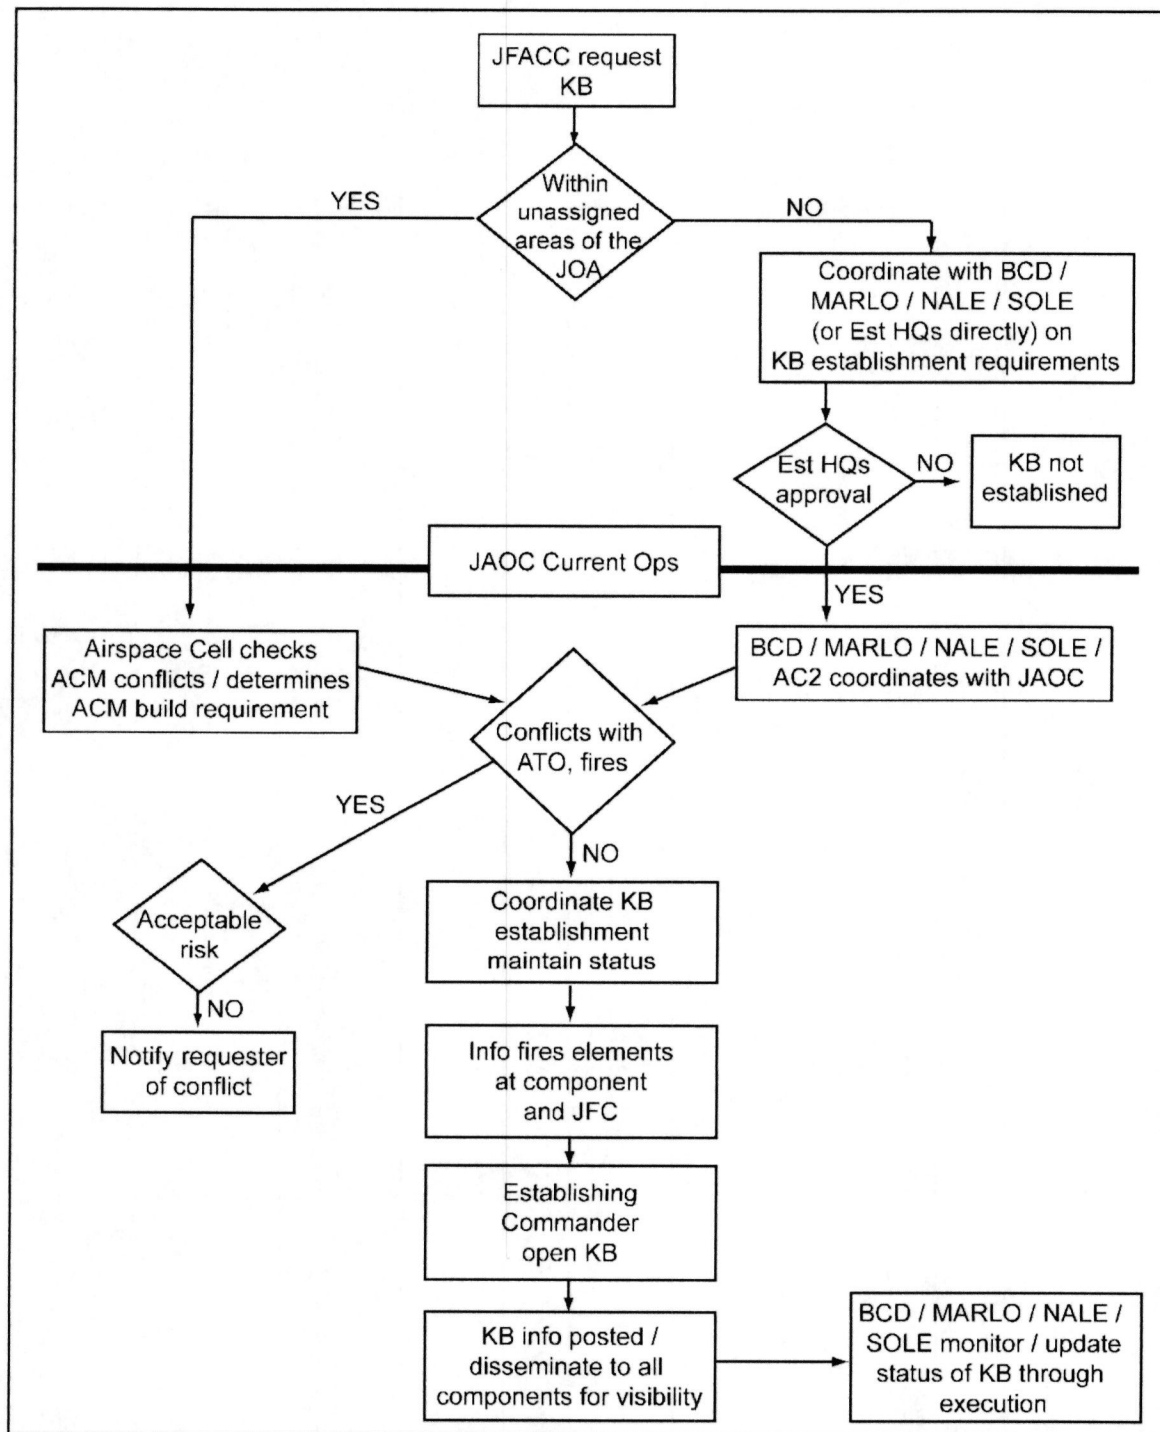 JFACC request
KB
Within
unassigned
areas of the
JOA
YES
NO
Coordinate with BCD /
MARLO / NALE / SOLE
(or Est HQs directly) on
KB establishment requirements
Est HQs
approval
NO
KB not
established
JAOC Current Ops
YES
Airspace Cell checks
ACM conflicts / determines
ACM build requirement
BCD / MARLO / NALE / SOLE /
AC2 coordinates with JAOC
Conflicts with
ATO, fires
YES
NO
Acceptable
risk
NO
Notify requester
of conflict
Coordinate KB
establishment
maintain status
Info fires elements
at component
and JFC
Establishing
Commander
open KB
KB info posted /
disseminate to all
components for visibility
BCD / MARLO / NALE /
SOLE monitor / update
status of KB through
execution